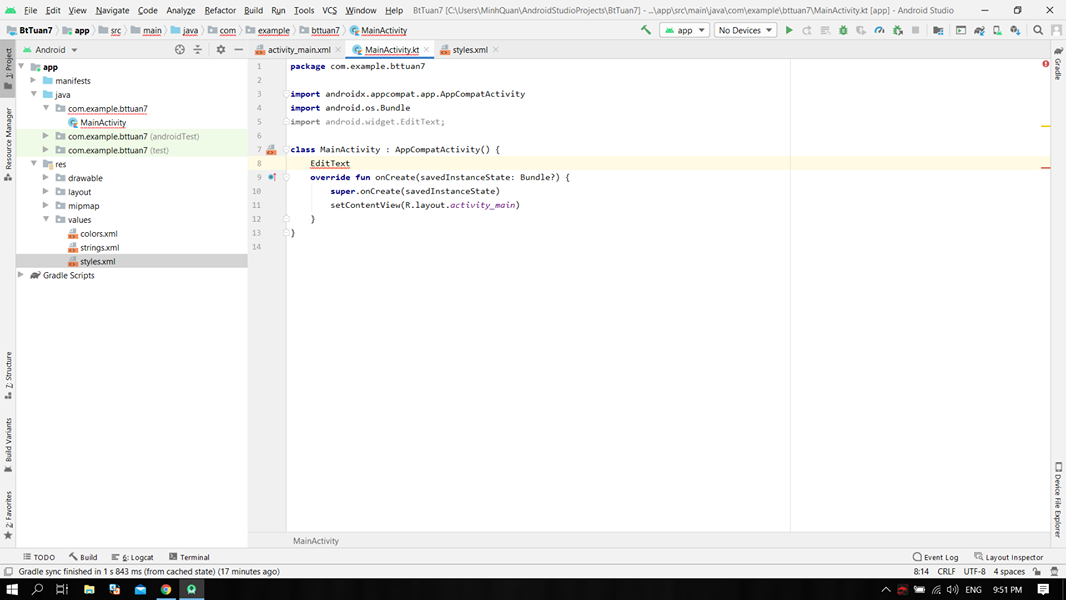 File Edit View Navigate Code Analyze Refactor Build Run Tools VCS Window Help BtTuan7 [C:\Users\MinhQuan\AndroidStudioProjects\BtTuan7] - ...\app\src\main\java\com\example\bttuan7\MainActivity.kt [app] - Android Studio
BtTuan7 app src main java com example bttuan7 MainActivity app No Devices
Android activity_main.xml MainActivity.kt styles.xml
1: Project
Resource Manager
7: Structure
Build Variants
2: Favorites
app
manifests
java
com.example.bttuan7
MainActivity
com.example.bttuan7 (androidTest)
com.example.bttuan7 (test)
res
drawable
layout
mipmap
values
colors.xml
strings.xml
styles.xml
Gradle Scripts
1 package com.example.bttuan7
2
3 import androidx.appcompat.app.AppCompatActivity
4 import android.os.Bundle
5 import android.widget.EditText;
6
7 class MainActivity : AppCompatActivity() {
8 EditText
9 override fun onCreate(savedInstanceState: Bundle?) {
10 super.onCreate(savedInstanceState)
11 setContentView(R.layout.activity_main)
12 }
13 }
14
Gradle
Device File Explorer
MainActivity
TODO Build 6: Logcat Terminal Event Log Layout Inspector
Gradle sync finished in 1 s 843 ms (from cached state) (17 minutes ago) 8:14 CRLF UTF-8 4 spaces
ENG 9:51 PM